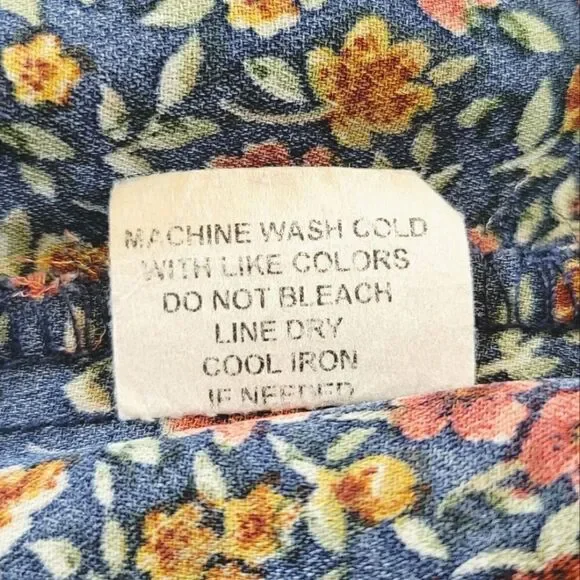 MACHINE WASH COLD
WITH LIKE COLORS
DO NOT BLEACH
LINE DRY
COOL IRON
IF NEEDED